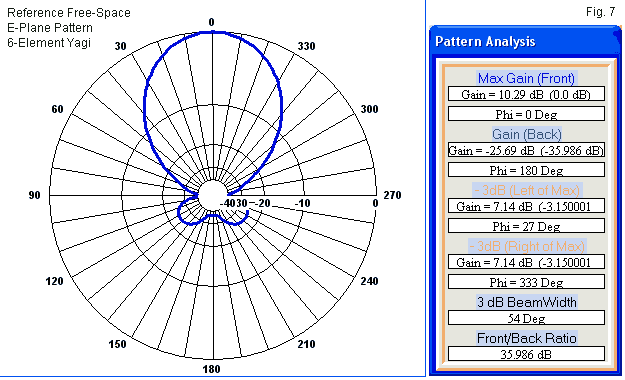 Reference Free-Space
E-Plane Pattern
6-Element Yagi
Fig. 7
0
30
330
60
300
90
270
120
240
150
210
180
-40 -30 -20 -10 0
Pattern Analysis
Max Gain (Front)
Gain = 10.29 dB (0.0 dB)
Phi = 0 Deg
Gain (Back)
Gain = -25.69 dB (-35.986 dB)
Phi = 180 Deg
- 3dB (Left of Max)
Gain = 7.14 dB (-3.150001
Phi = 27 Deg
- 3dB (Right of Max)
Gain = 7.14 dB (-3.150001
Phi = 333 Deg
3 dB BeamWidth
54 Deg
Front/Back Ratio
35.986 dB